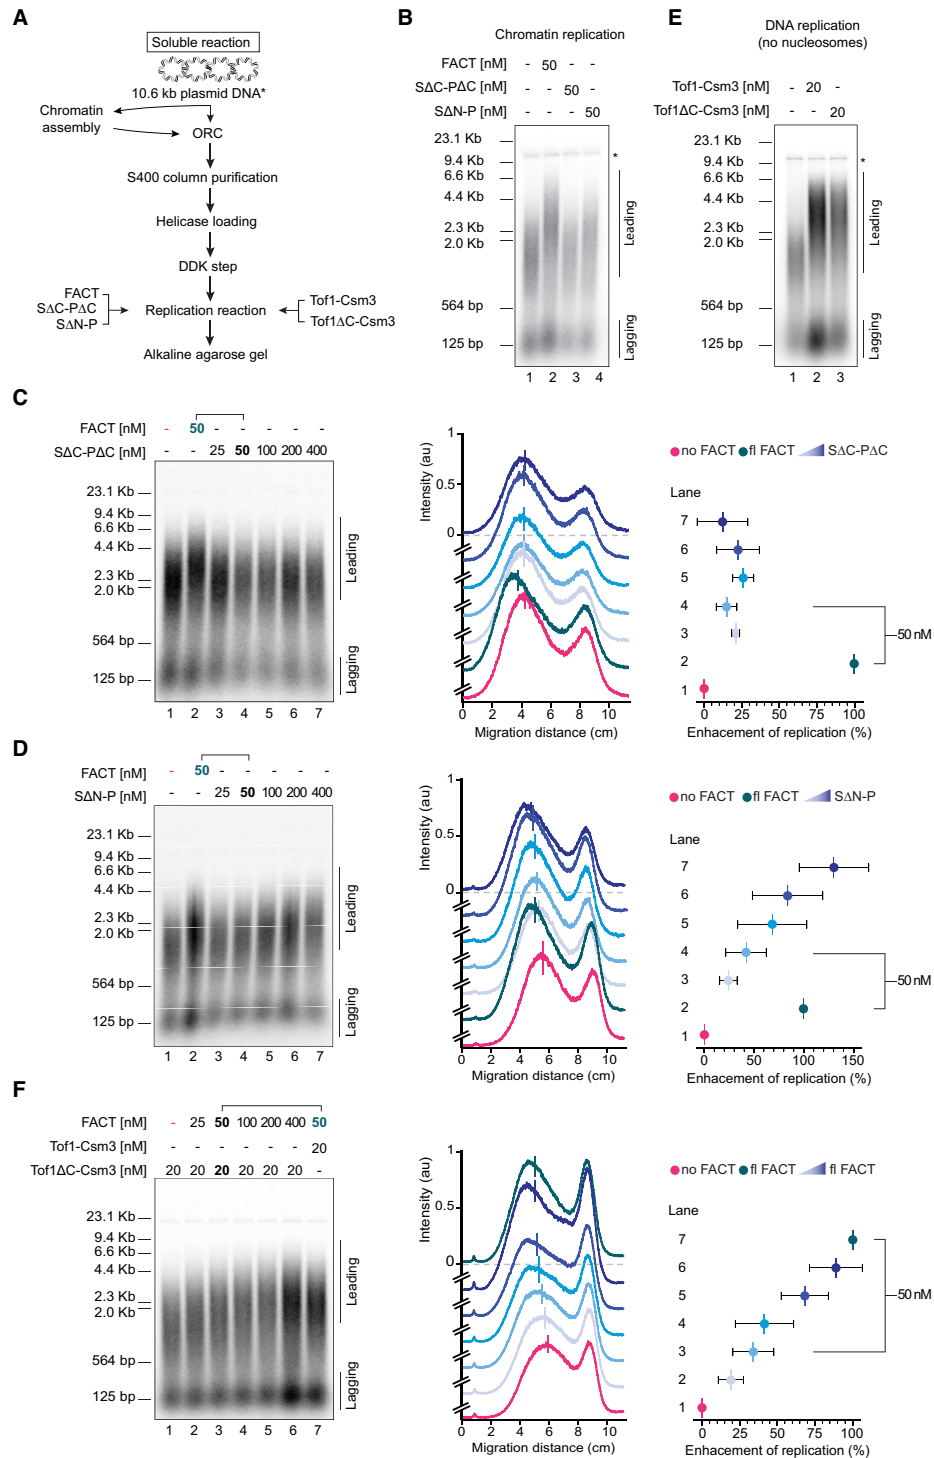 A
Soluble reaction
10.6 kb plasmid DNA*
Chromatin
assembly
ORC
S400 column purification
Helicase loading
DDK step
FACT
SΔC-PΔC
SΔN-P
Replication reaction
Tof1-Csm3
Tof1ΔC-Csm3
Alkaline agarose gel
B
Chromatin replication
FACT [nM] - 50 - -
SΔC-PΔC [nM] - - 50 -
SΔN-P [nM] - - - 50
23.1 Kb
9.4 Kb
6.6 Kb
4.4 Kb
2.3 Kb
2.0 Kb
564 bp
125 bp
*
Leading
Lagging
1 2 3 4
E
DNA replication
(no nucleosomes)
Tof1-Csm3 [nM] - 20 -
Tof1ΔC-Csm3 [nM] - - 20
23.1 Kb
9.4 Kb
6.6 Kb
4.4 Kb
2.3 Kb
2.0 Kb
564 bp
125 bp
*
Leading
Lagging
1 2 3
C
FACT [nM] - 50 - - - - -
SΔC-PΔC [nM] - - 25 50 100 200 400
23.1 Kb
9.4 Kb
6.6 Kb
4.4 Kb
2.3 Kb
2.0 Kb
564 bp
125 bp
Leading
Lagging
1 2 3 4 5 6 7
Intensity (au)
1
0.5
0
0 2 4 6 8 10
Migration distance (cm)
no FACT fl FACT SΔC-PΔC
Lane
7
6
5
4
3
2
1
50 nM
0 25 50 75 100
Enhacement of replication (%)
D
FACT [nM] - 50 - - - - -
SΔN-P [nM] - - 25 50 100 200 400
23.1 Kb
9.4 Kb
6.6 Kb
4.4 Kb
2.3 Kb
2.0 Kb
564 bp
125 bp
Leading
Lagging
1 2 3 4 5 6 7
Intensity (au)
1
0.5
0
0 2 4 6 8 10
Migration distance (cm)
no FACT fl FACT SΔN-P
Lane
7
6
5
4
3
2
1
50 nM
0 50 100 150
Enhacement of replication (%)
F
FACT [nM] - 25 50 100 200 400 50
Tof1-Csm3 [nM] - - - - - - 20
Tof1ΔC-Csm3 [nM] 20 20 20 20 20 20 -
23.1 Kb
9.4 Kb
6.6 Kb
4.4 Kb
2.3 Kb
2.0 Kb
564 bp
125 bp
Leading
Lagging
1 2 3 4 5 6 7
Intensity (au)
1
0.5
0
0 2 4 6 8 10
Migration distance (cm)
no FACT fl FACT fl FACT
Lane
7
6
5
4
3
2
1
50 nM
0 25 50 75 100
Enhacement of replication (%)